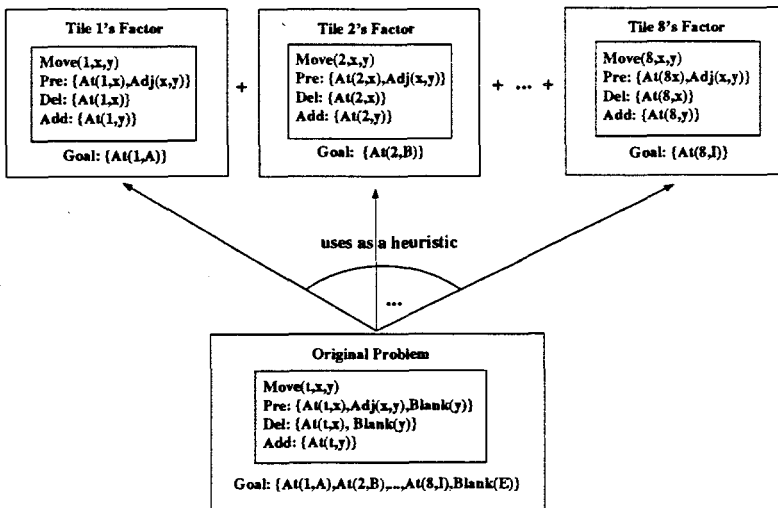 Tile 1's Factor
Move(1,x,y)
Pre: {At(1,x),Adj(x,y)}
Del: {At(1,x)}
Add: {At(1,y)}
Goal: {At(1,A)}
+
Tile 2's Factor
Move(2,x,y)
Pre: {At(2,x),Adj(x,y)}
Del: {At(2,x)}
Add: {At(2,y)}
Goal: {At(2,B)}
+ ... +
Tile 8's Factor
Move(8,x,y)
Pre: {At(8x),Adj(x,y)}
Del: {At(8,x)}
Add: {At(8,y)}
Goal: {At(8,I)}
uses as a heuristic
...
Original Problem
Move(t,x,y)
Pre: {At(t,x),Adj(x,y),Blank(y)}
Del: {At(t,x), Blank(y)}
Add: {At(t,y)}
Goal: {At(1,A),At(2,B),...,At(8,I),Blank(E)}